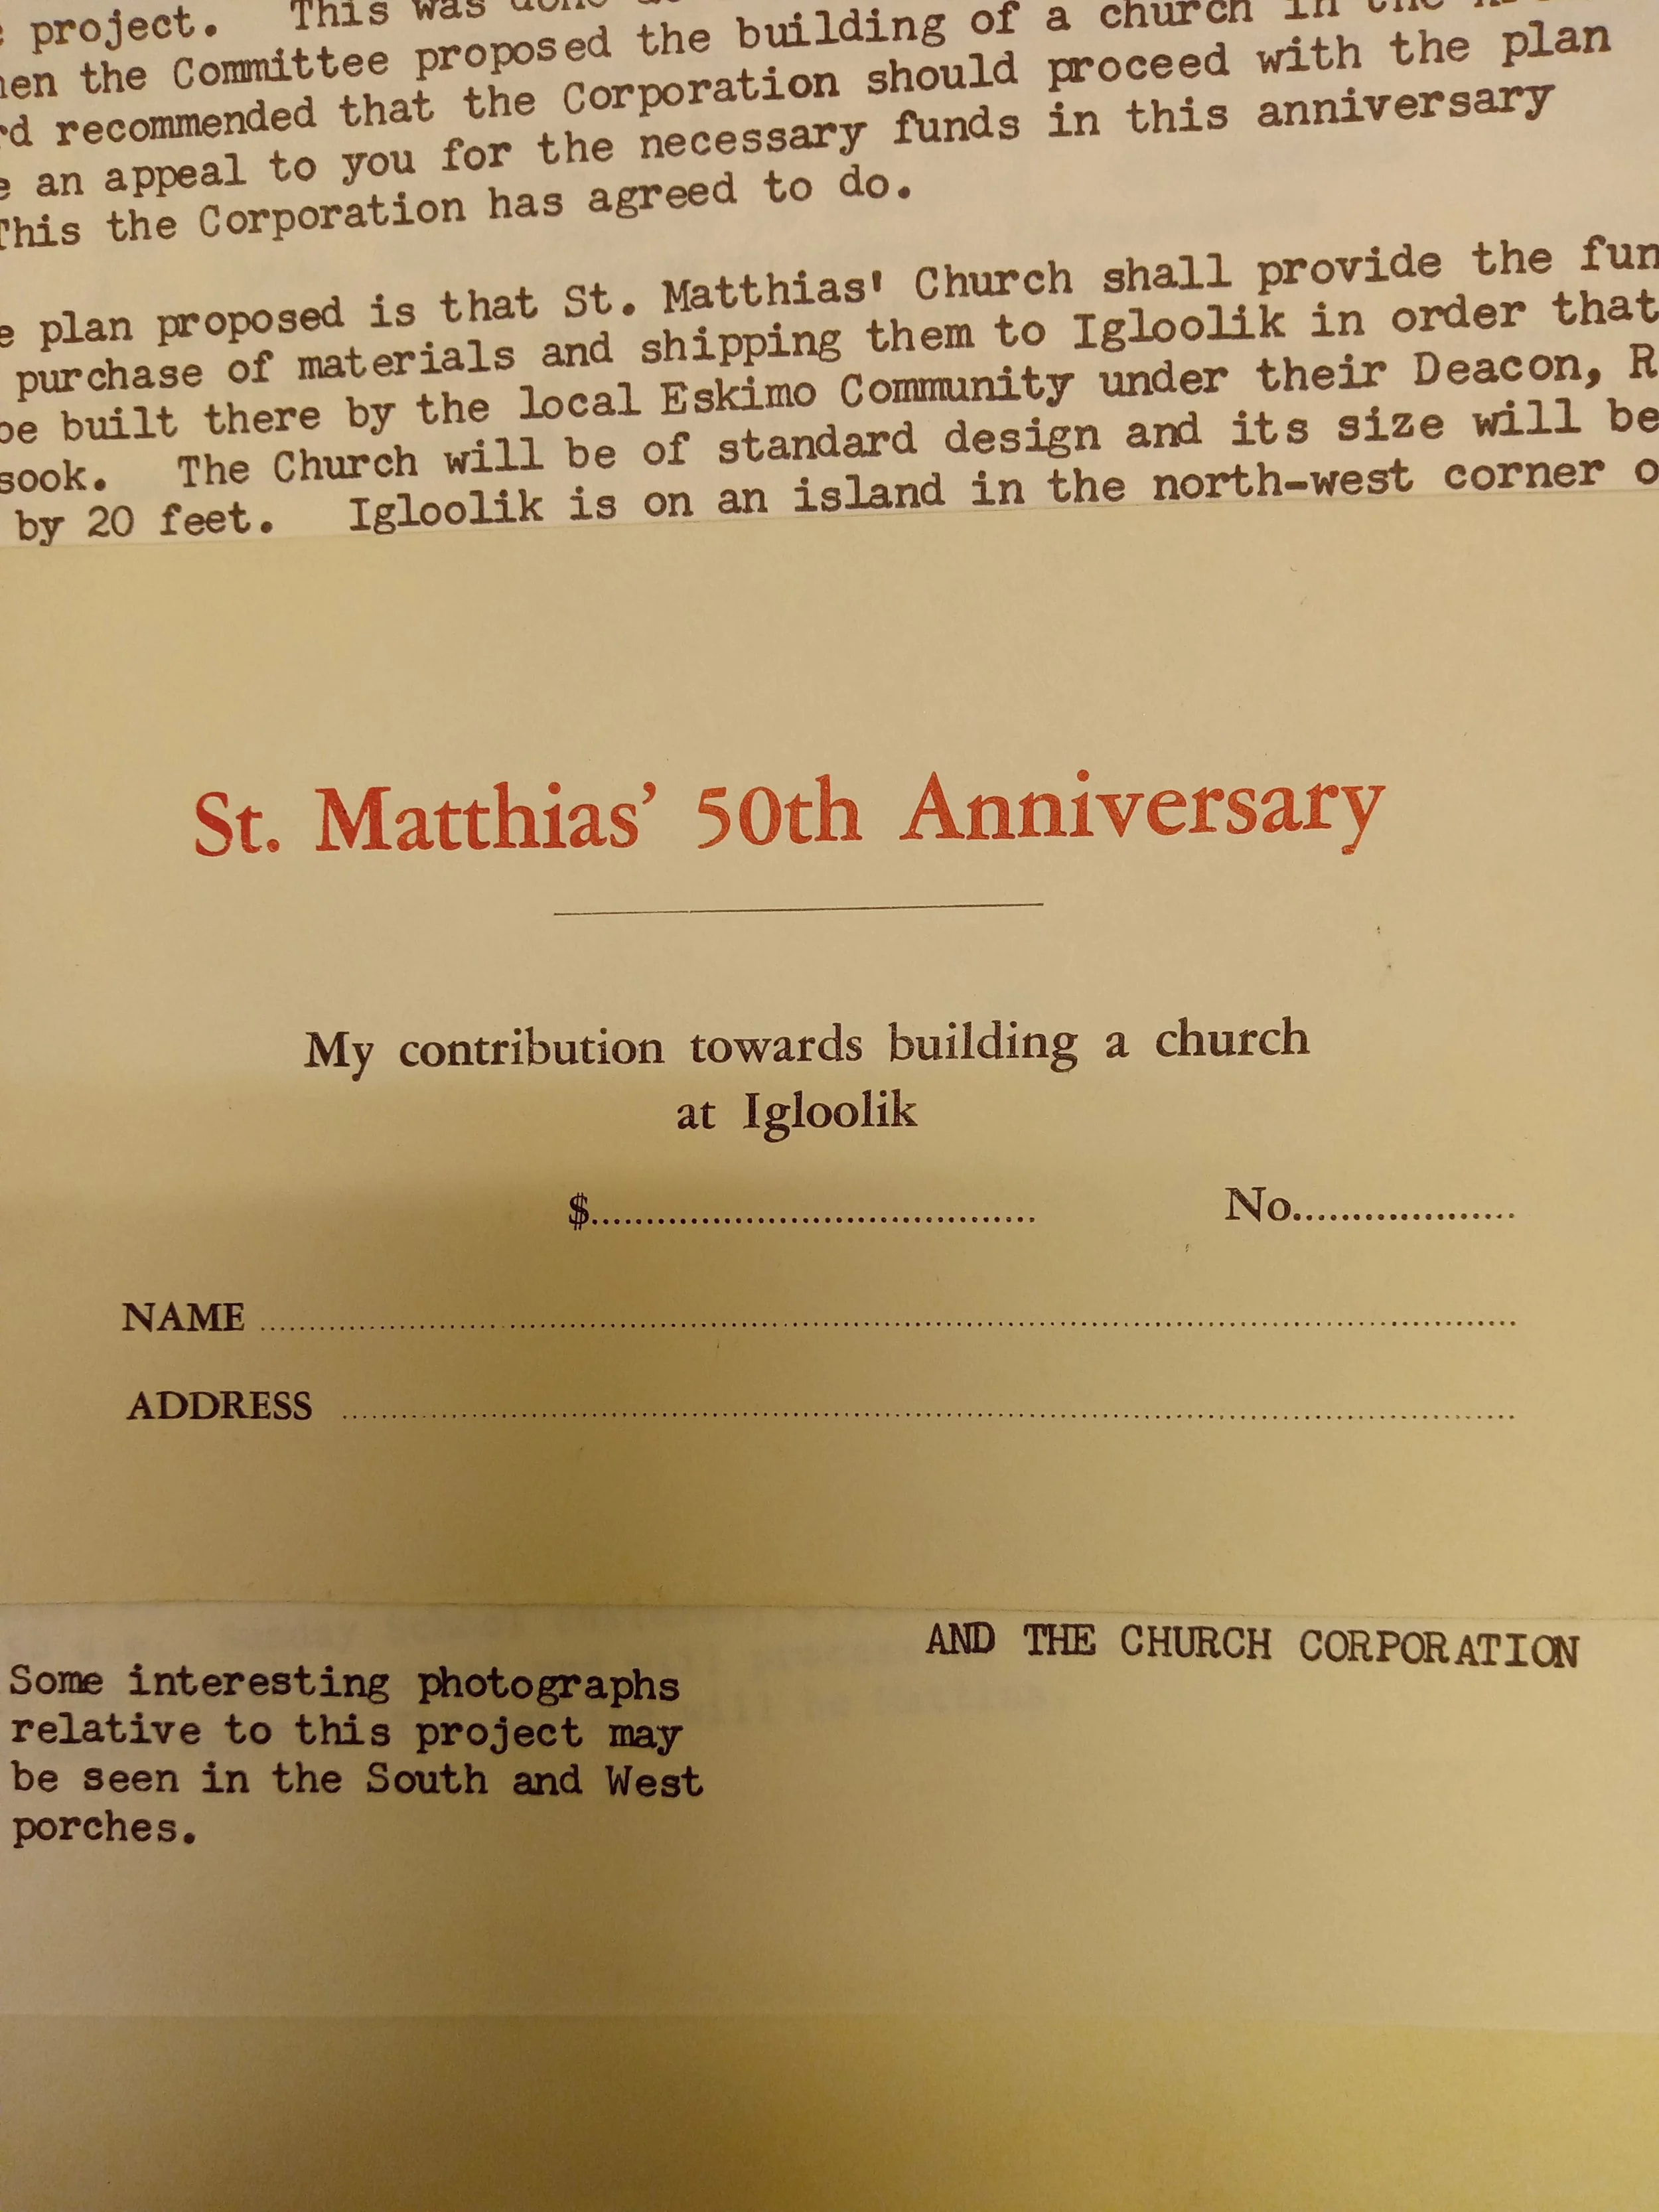 project. This was
the Committee proposed the building of a church in the
recommended that the Corporation should proceed with the plan
an appeal to you for the necessary funds in this anniversary
This the Corporation has agreed to do.
plan proposed is that St. Matthias' Church shall provide the fun
purchase of materials and shipping them to Igloolik in order that
be built there by the local Eskimo Community under their Deacon, R
sook. The Church will be of standard design and its size will be
by 20 feet. Igloolik is on an island in the north-west corner o
St. Matthias' 50th Anniversary
My contribution towards building a church
at Igloolik
$........................................ No...................
NAME ........................................
ADDRESS ........................................
AND THE CHURCH CORPORATION
Some interesting photographs
relative to this project may
be seen in the South and West
porches.